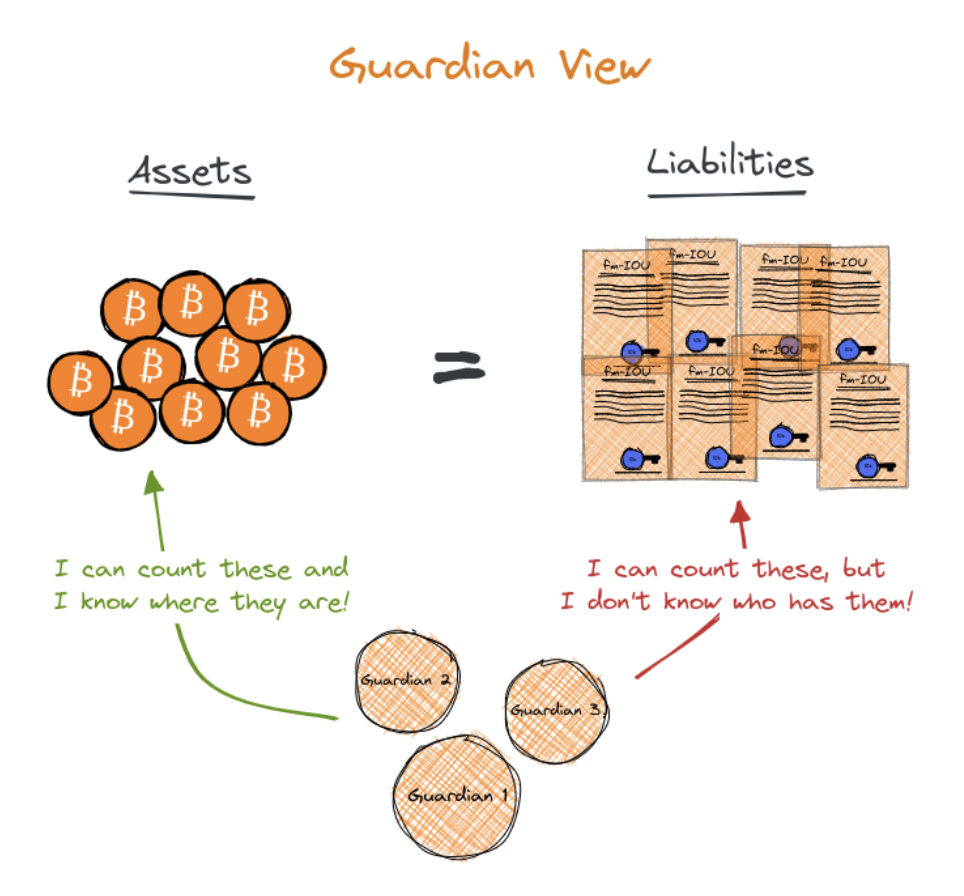 Guardian View
Assets
Liabilities
fm-IOU
fm-IOU
fm-IOU
fm-IOU
₿ ₿ ₿
=
₿ ₿ ₿ ₿
₿ ₿ ₿
fm-IOU
fm-IOU
fm-IOU
fm-IOU
I can count these and
I know where they are!
I can count these, but
I don't know who has them!
Guardian 2
Guardian 3
Guardian 1